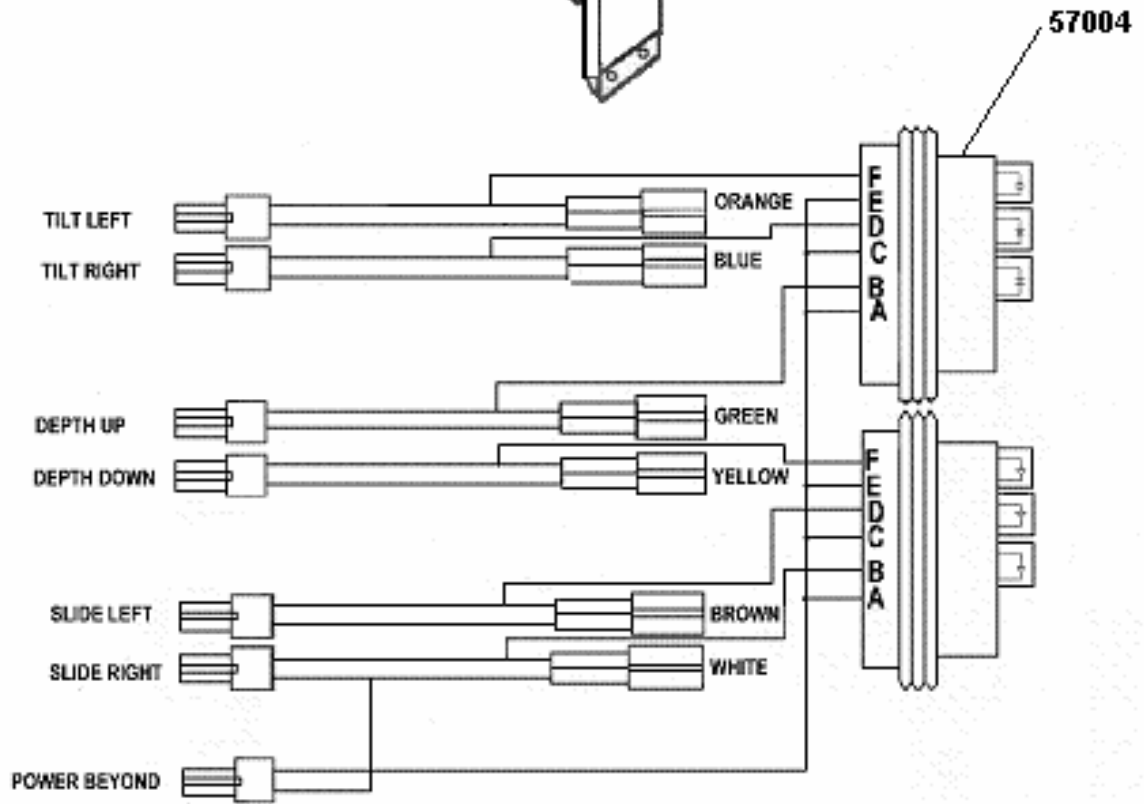 57004
F
TILT LEFT
ORANGE
E
D
C
TILT RIGHT
BLUE
B
A
DEPTH UP
GREEN
F
DEPTH DOWN
YELLOW
E
D
C
B
A
SLIDE LEFT
BROWN
SLIDE RIGHT
WHITE
POWER BEYOND